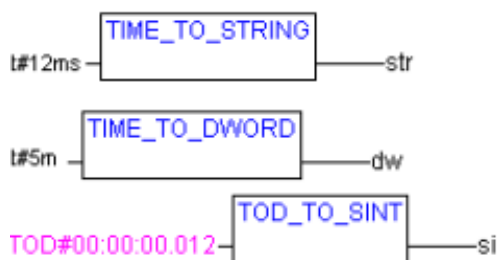 TIME_TO_STRING
t#12ms str
TIME_TO_DWORD
t#5m dw
TOD_TO_SINT
TOD#00:00:00.012 si